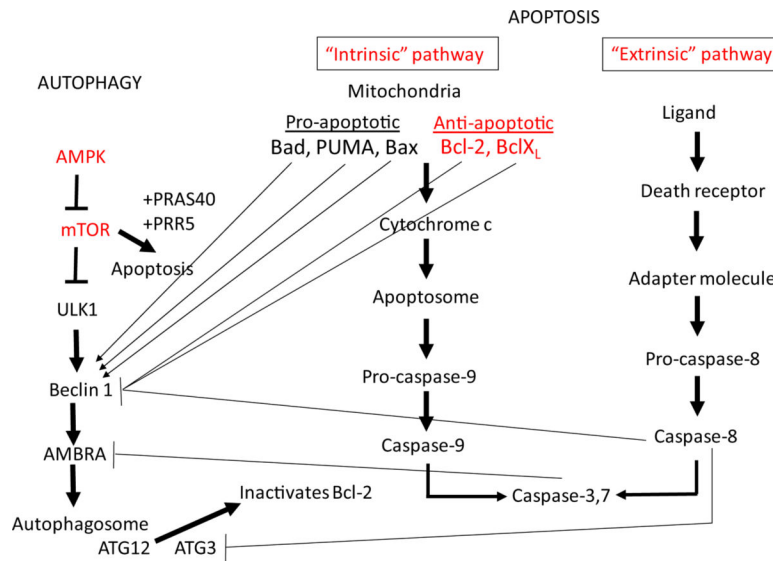 APOPTOSIS
"Intrinsic" pathway
"Extrinsic" pathway
AUTOPHAGY
Mitochondria
Pro-apoptotic
Anti-apoptotic
Bad, PUMA, Bax
Bcl-2, BclXL
Ligand
AMPK
+PRAS40
+PRR5
mTOR
Apoptosis
Cytochrome c
Death receptor
ULK1
Apoptosome
Adapter molecule
Beclin 1
Pro-caspase-9
Pro-caspase-8
AMBRA
Caspase-9
Caspase-8
Inactivates Bcl-2
Caspase-3,7
Autophagosome
ATG12
ATG3